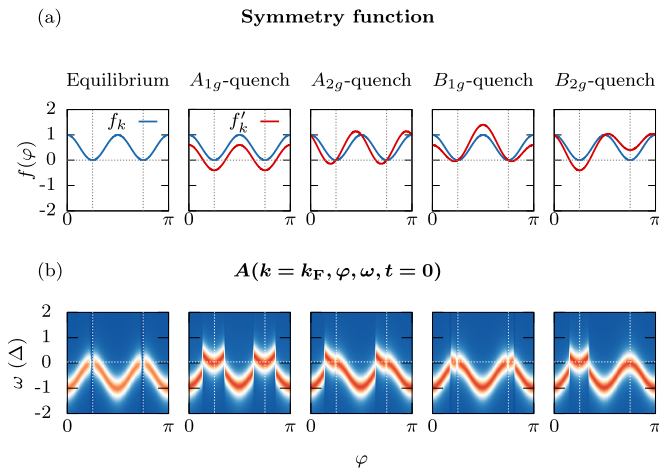 (a) Symmetry function
Equilibrium A1g-quench A2g-quench B1g-quench B2g-quench
f(φ)
2
1
0
-1
-2
fk
f′k
0 π 0 π 0 π 0 π 0 π
(b) A(k = kF, φ, ω, t = 0)
ω (Δ)
2
1
0
-1
-2
0 π 0 π 0 π 0 π 0 π
φ